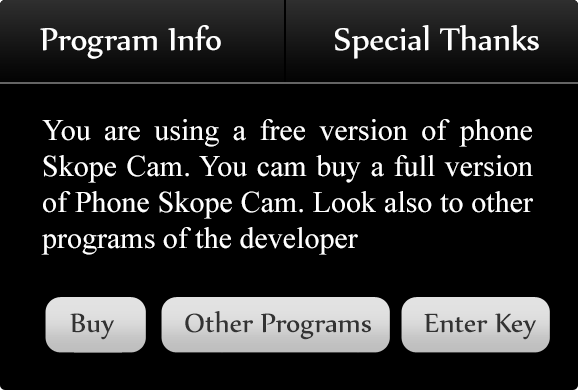 Program Info Special Thanks
You are using a free version of phone
Skope Cam. You cam buy a full version
of Phone Skope Cam. Look also to other
programs of the developer
Buy Other Programs Enter Key